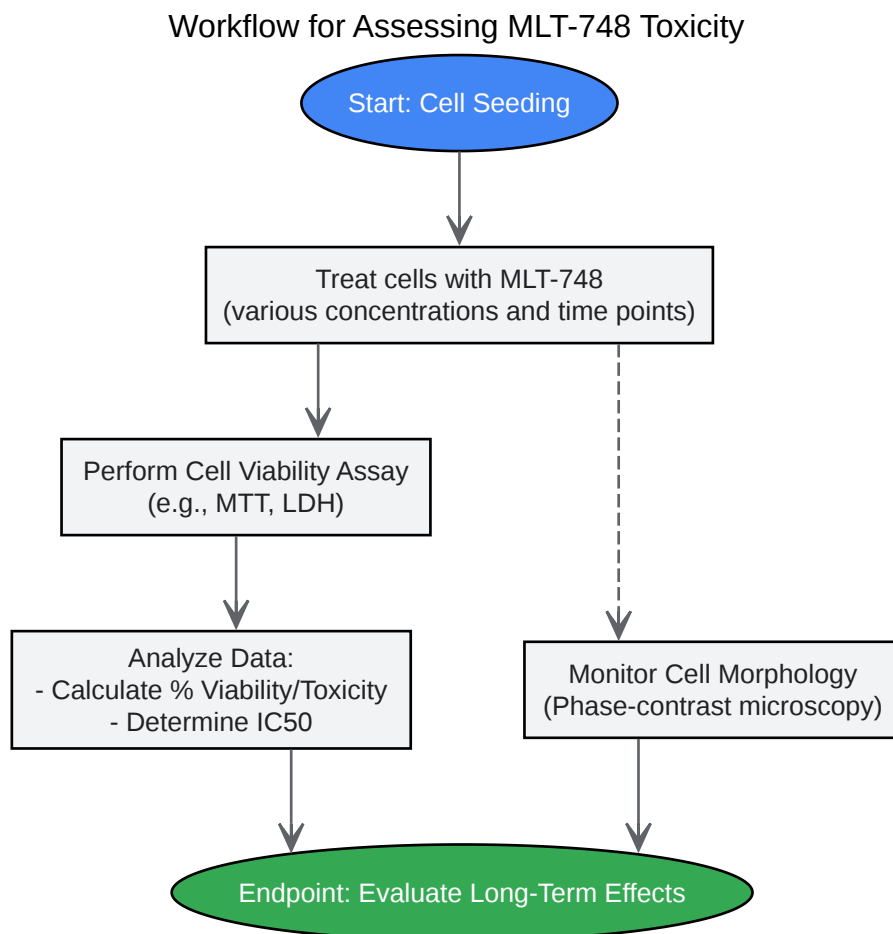 Workflow for Assessing MLT-748 Toxicity
Start: Cell Seeding
Treat cells with MLT-748
(various concentrations and time points)
Perform Cell Viability Assay
(e.g., MTT, LDH)
Analyze Data:
- Calculate % Viability/Toxicity
- Determine IC50
Monitor Cell Morphology
(Phase-contrast microscopy)
Endpoint: Evaluate Long-Term Effects